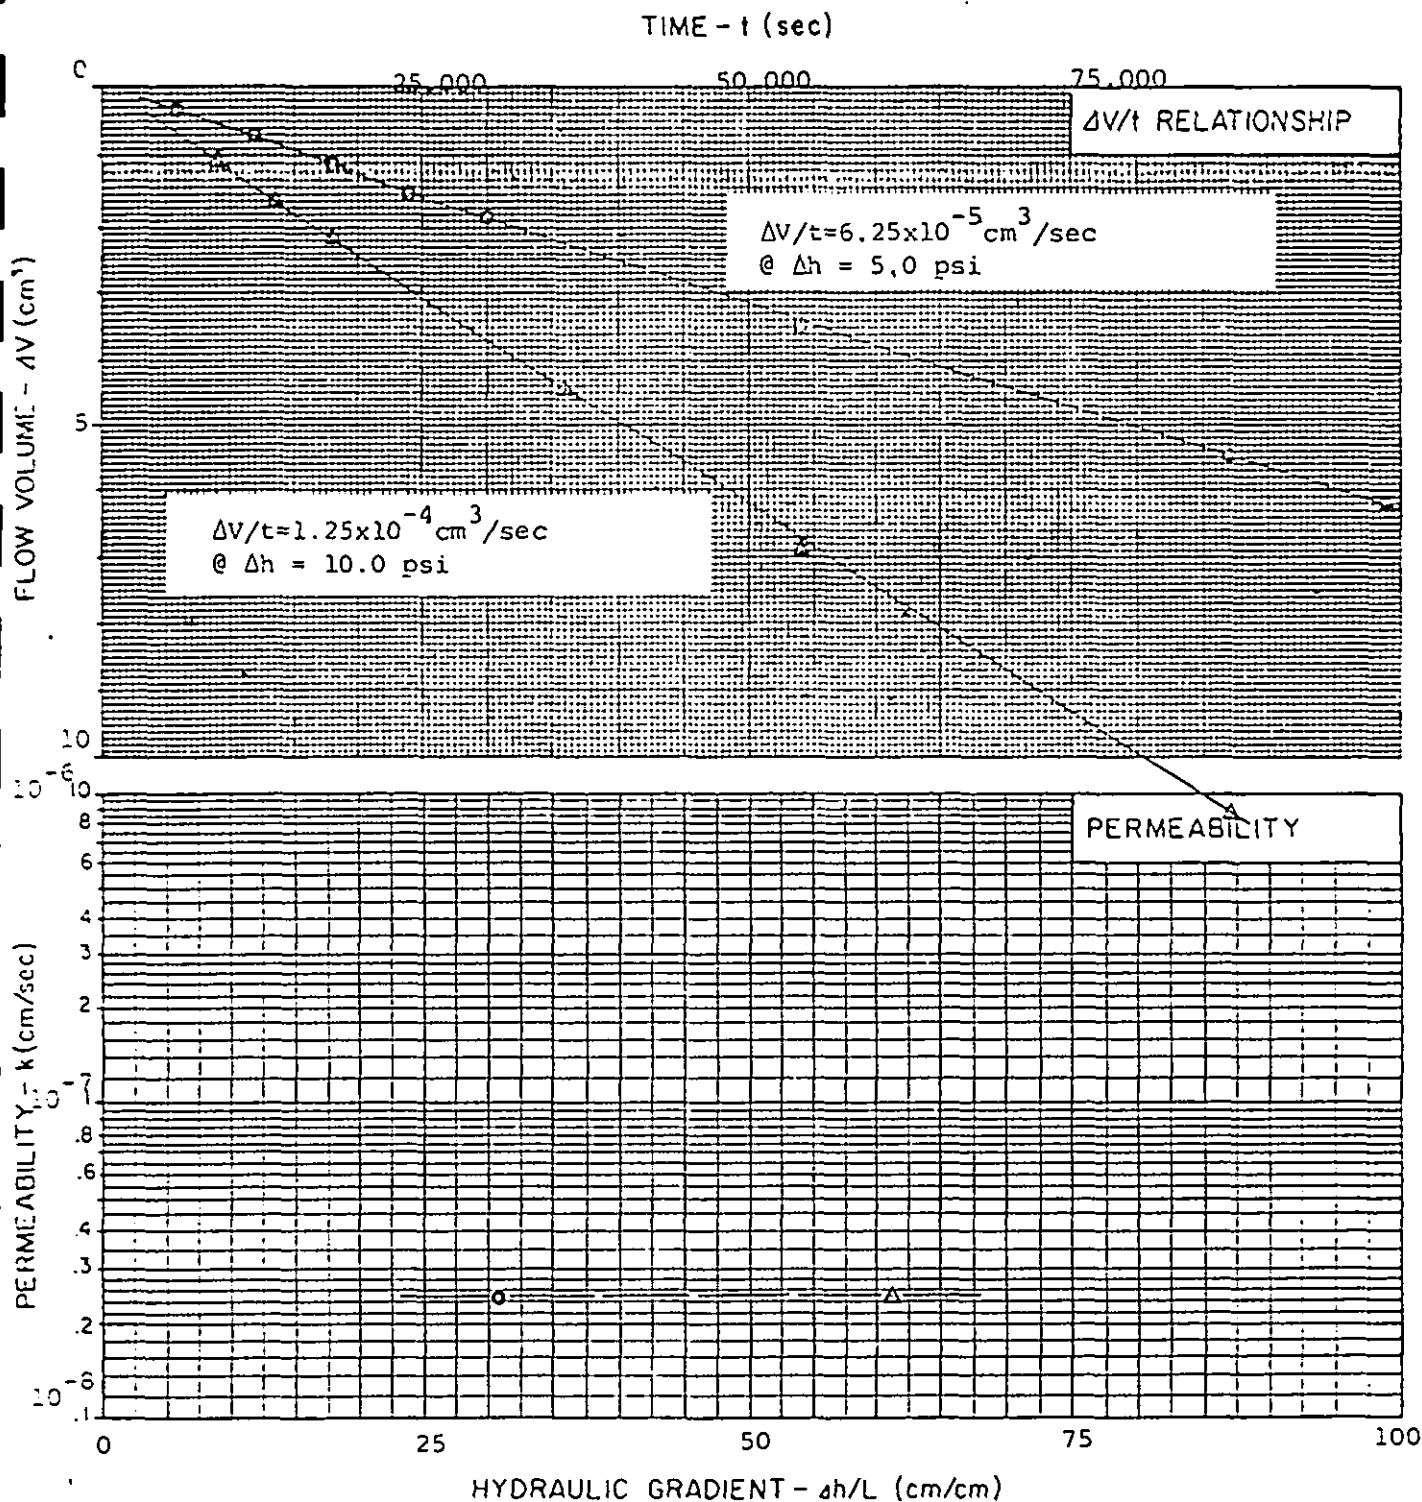 TIME - t (sec)
0 25,000 50,000 75,000
ΔV/t RELATIONSHIP
ΔV/t=6.25x10⁻⁵cm³/sec
@ Δh = 5.0 psi
FLOW VOLUME - ΔV (cm³)
5
ΔV/t=1.25x10⁻⁴cm³/sec
@ Δh = 10.0 psi
10
10⁻⁶ 10
PERMEABILITY
8
6
4
3
2
PERMEABILITY - k (cm/sec)
10⁻⁷ 1
.8
.6
.4
.3
.2
10⁻⁸ .1
0 25 50 75 100
HYDRAULIC GRADIENT - Δh/L (cm/cm)